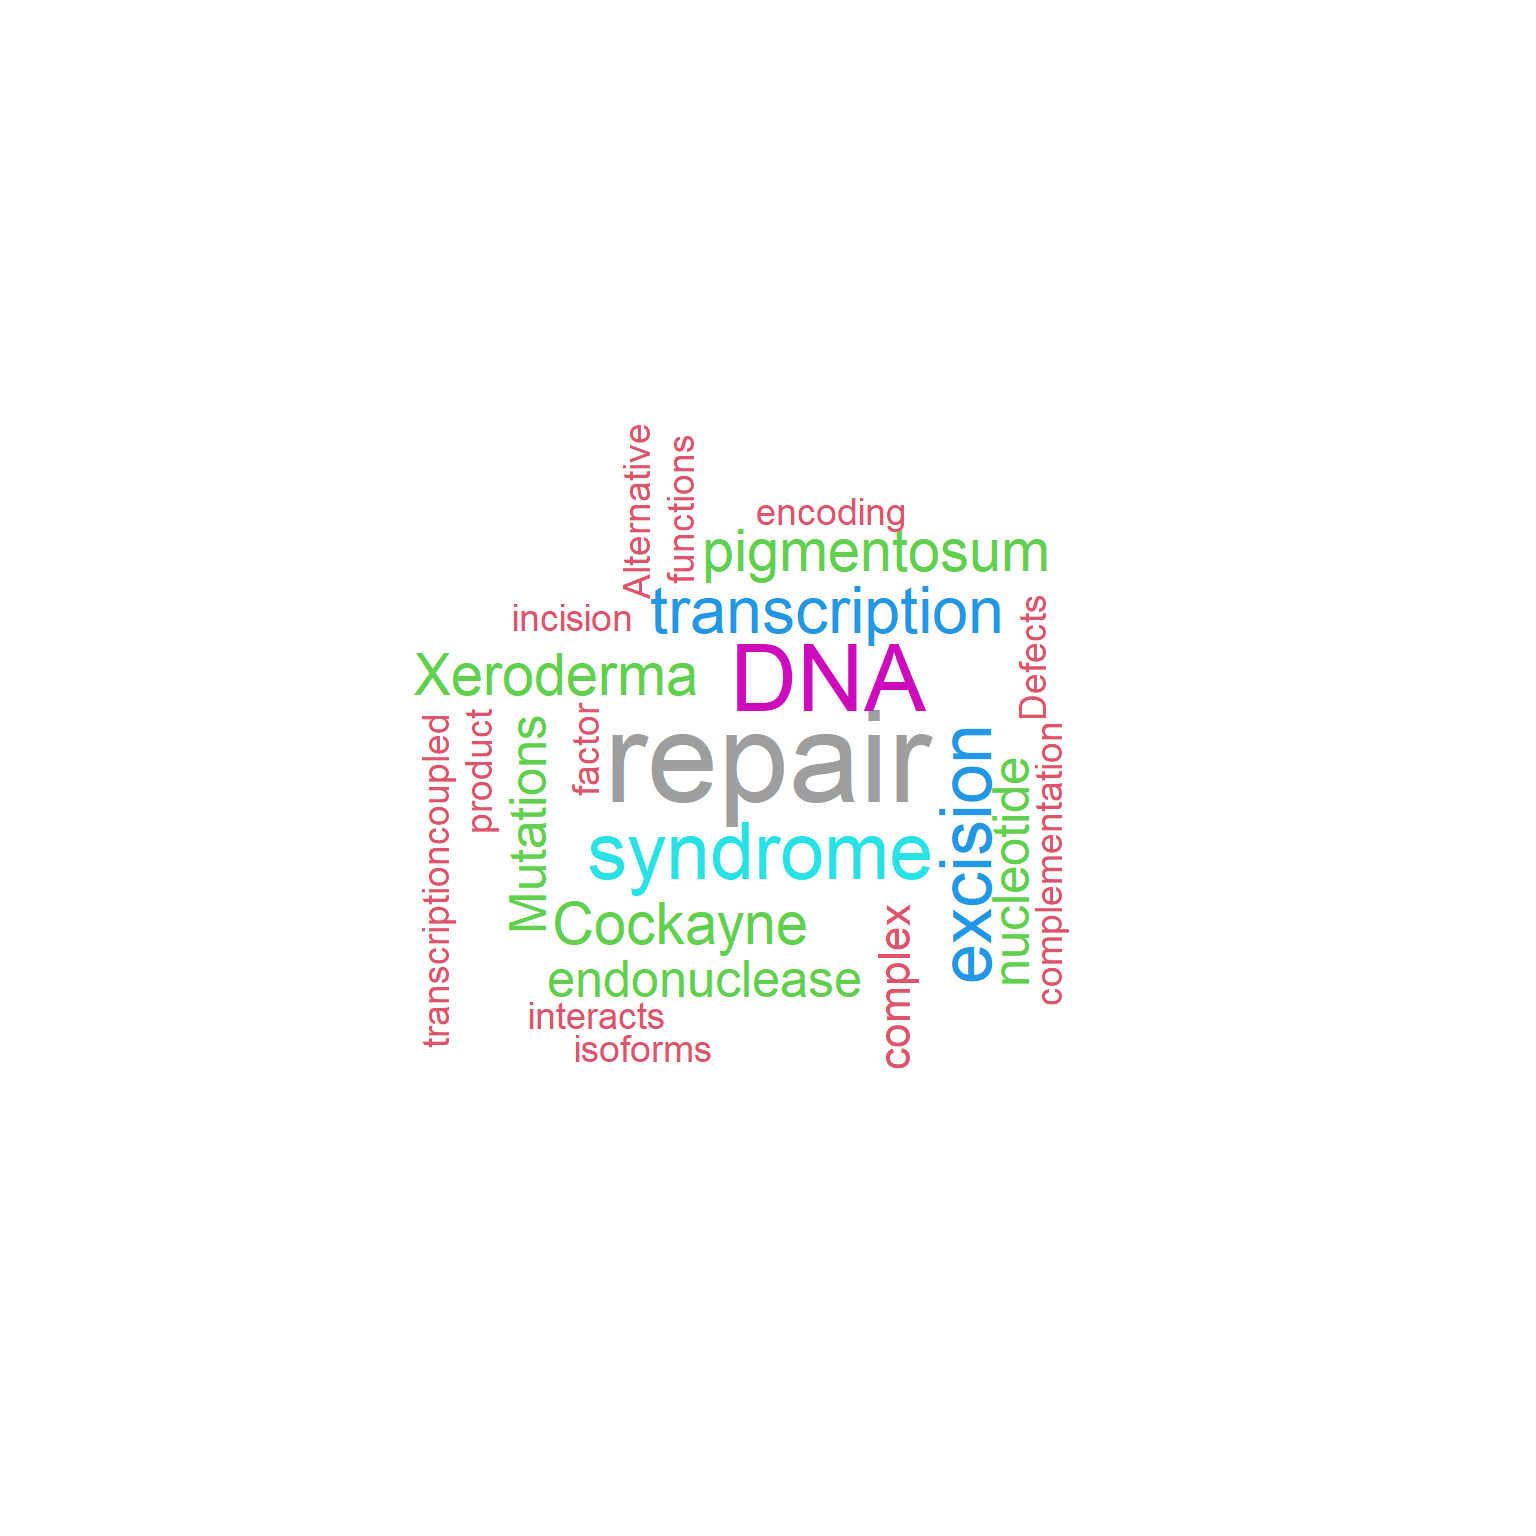 Alternative
functions
encoding
pigmentosum
transcription
incision
Defects
Xeroderma
DNA
transcriptioncoupled
product
Mutations
factor
repair
excision
nucleotide
complementation
syndrome
Cockayne
complex
endonuclease
interacts
isoforms